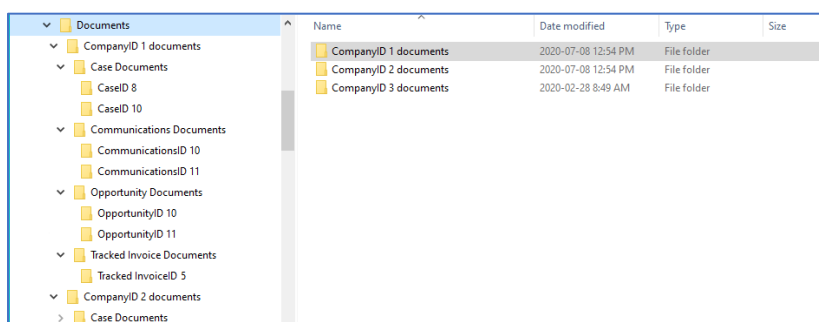 Documents
CompanyID 1 documents
Case Documents
CaseID 8
CaseID 10
Communications Documents
CommunicationsID 10
CommunicationsID 11
Opportunity Documents
OpportunityID 10
OpportunityID 11
Tracked Invoice Documents
Tracked InvoiceID 5
CompanyID 2 documents
Case Documents
Name Date modified Type Size
CompanyID 1 documents 2020-07-08 12:54 PM File folder
CompanyID 2 documents 2020-07-08 12:54 PM File folder
CompanyID 3 documents 2020-02-28 8:49 AM File folder